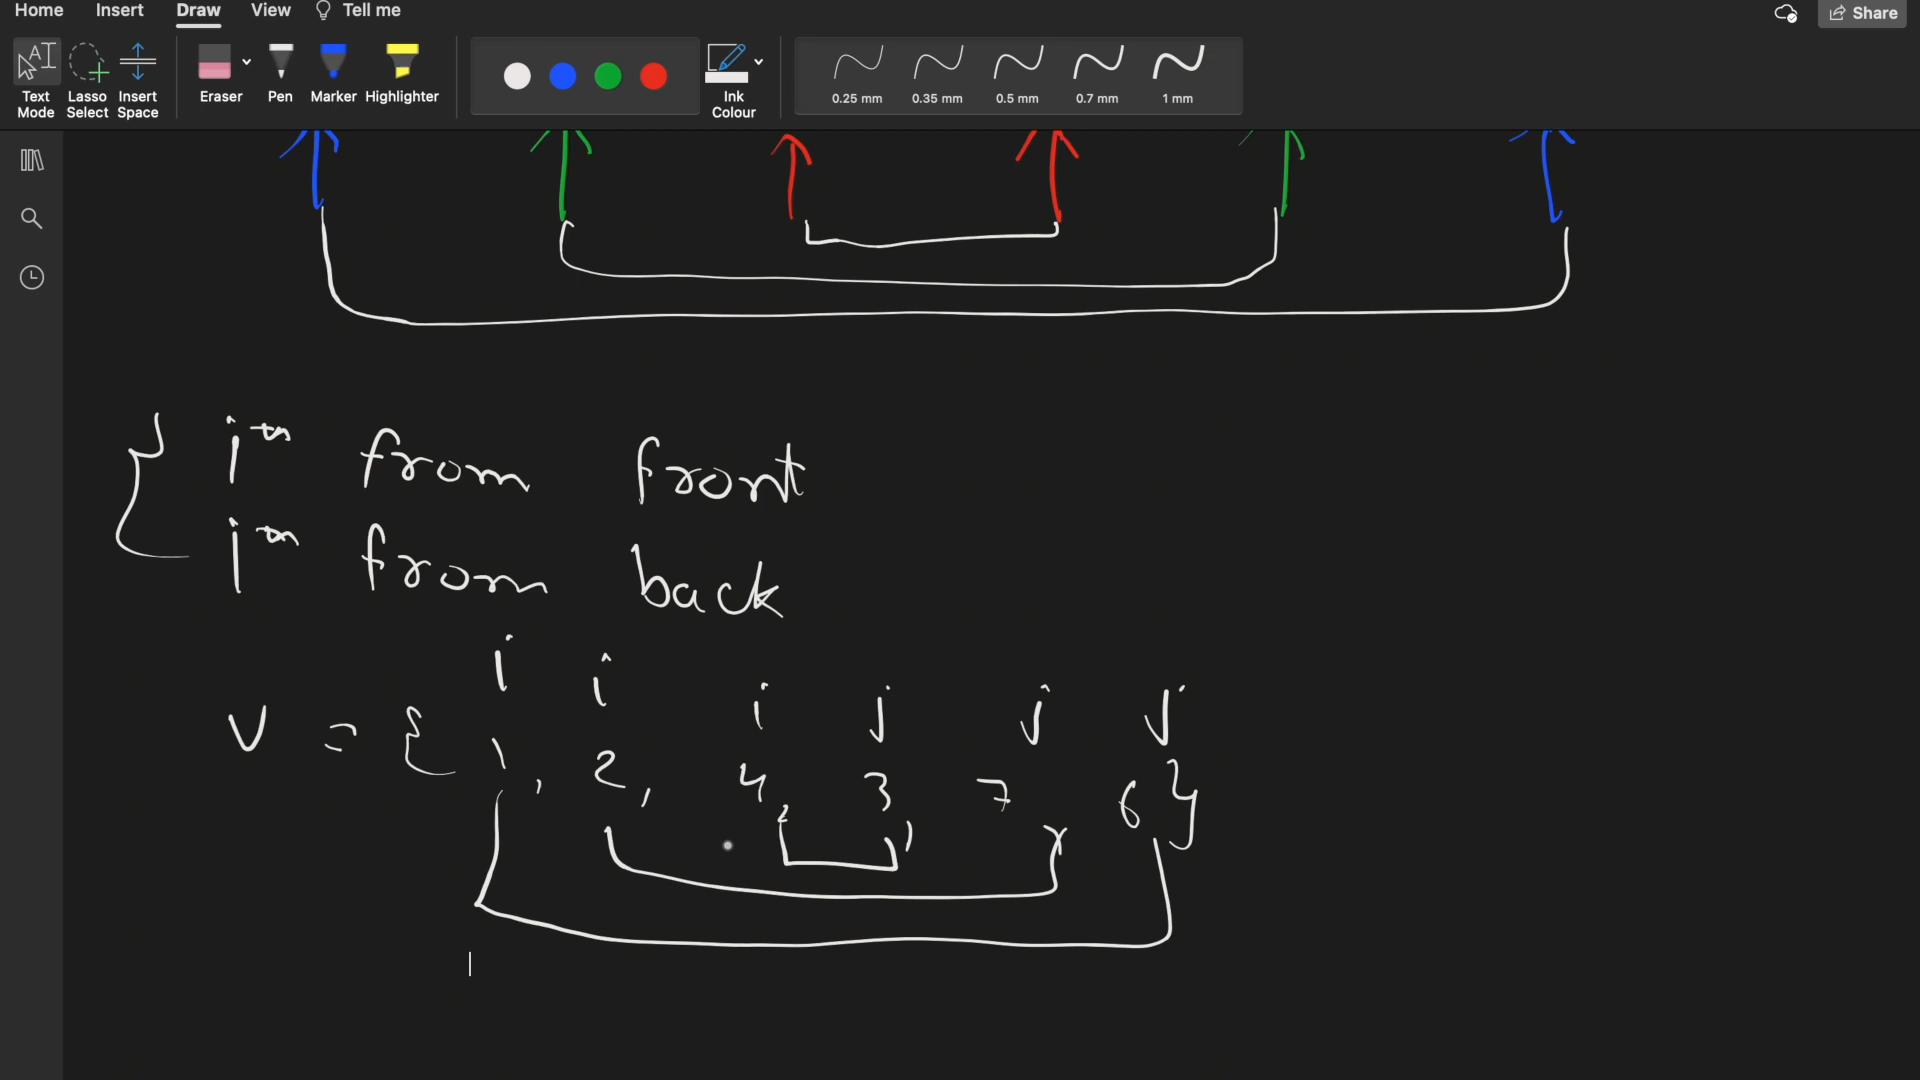 Home Insert Draw View Tell me Share
Text Mode Lasso Select Insert Space Eraser Pen Marker Highlighter Ink Colour 0.25 mm 0.35 mm 0.5 mm 0.7 mm 1 mm
ith from front
jth from back
i i i j j j
V = { 1, 2, 4, 3, 7, 6 }